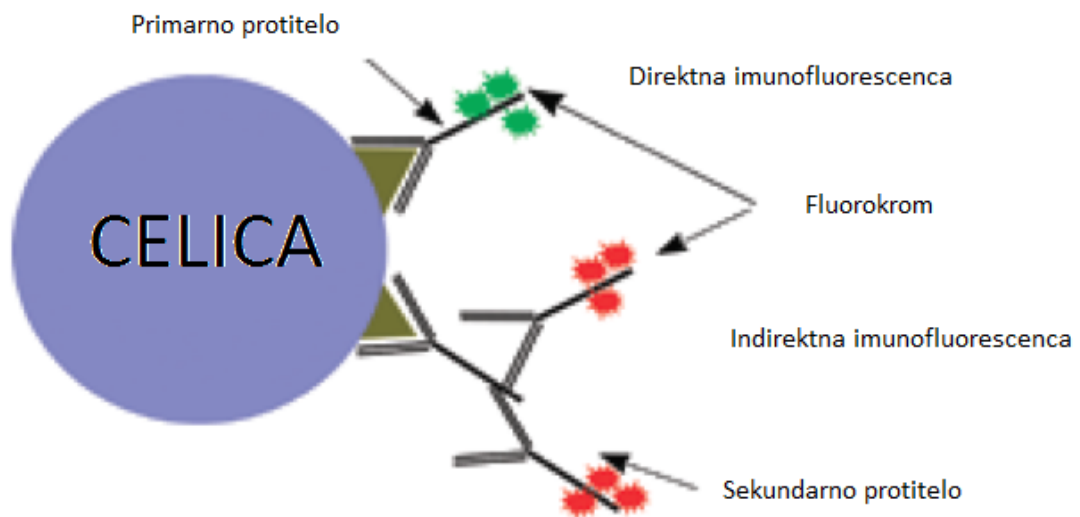 Primarno protitelo
Direktna imunofluorescenca
CELICA
Fluorokrom
Indirektna imunofluorescenca
Sekundarno protitelo